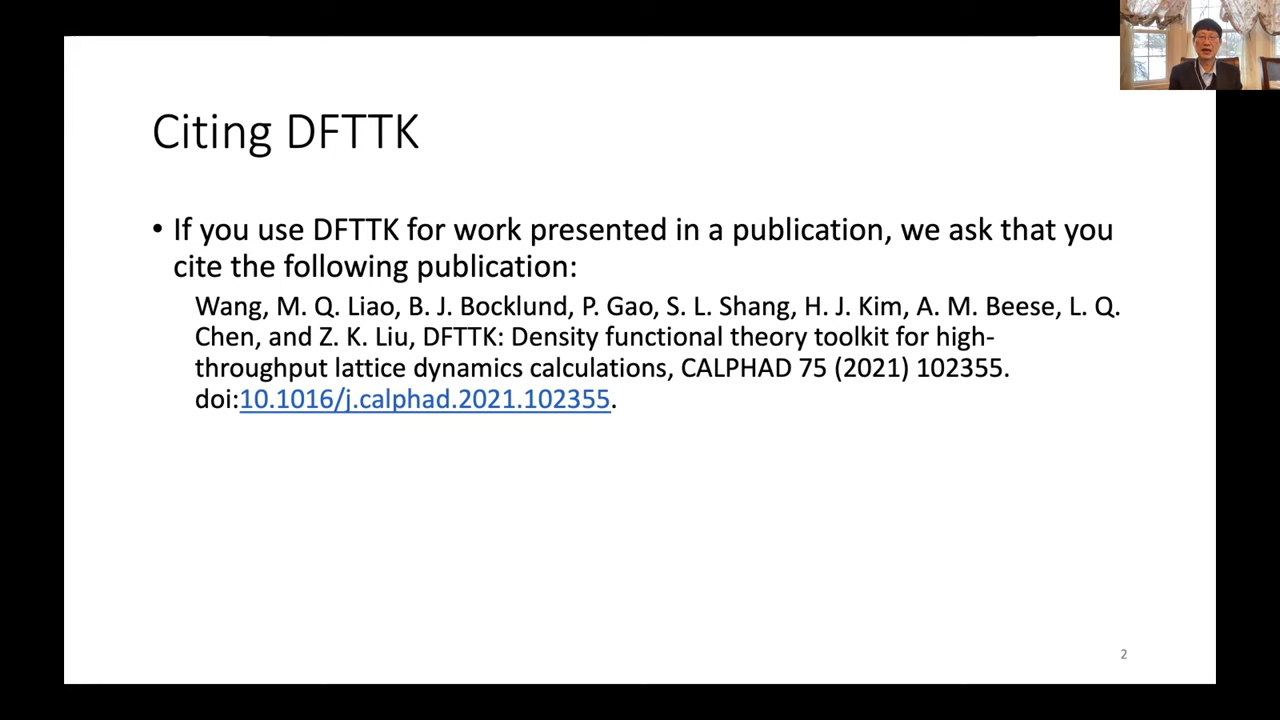 Citing DFTTK
• If you use DFTTK for work presented in a publication, we ask that you
cite the following publication:
Wang, M. Q. Liao, B. J. Bocklund, P. Gao, S. L. Shang, H. J. Kim, A. M. Beese, L. Q.
Chen, and Z. K. Liu, DFTTK: Density functional theory toolkit for high-
throughput lattice dynamics calculations, CALPHAD 75 (2021) 102355.
doi:10.1016/j.calphad.2021.102355.
2